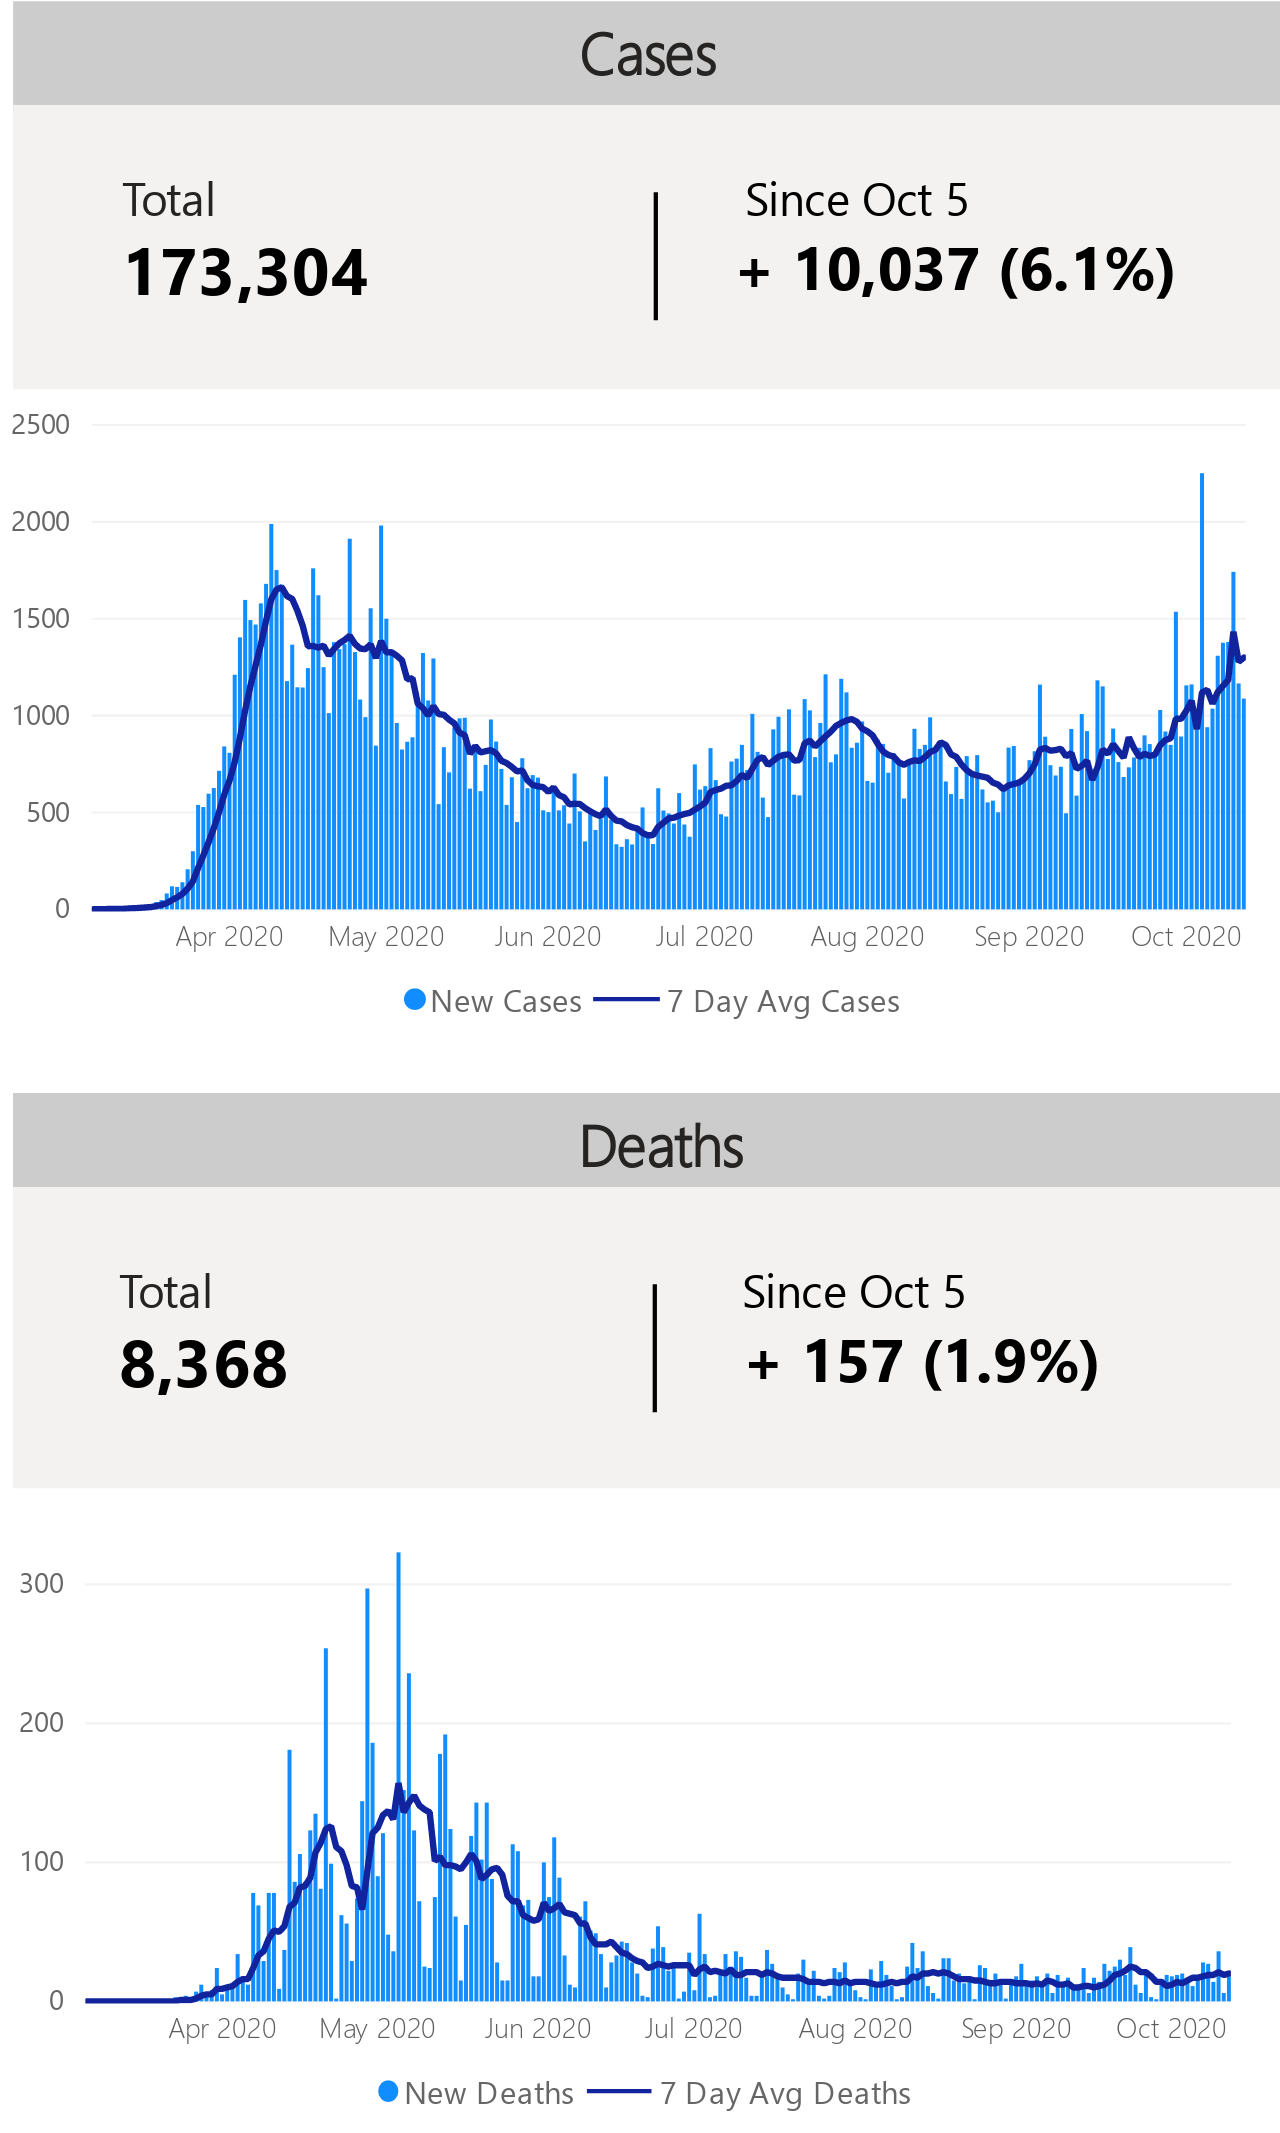 Cases
Total
Since Oct 5
173,304
+ 10,037 (6.1%)
2500
2000
1500
1000
500
0
Apr 2020 May 2020 Jun 2020 Jul 2020 Aug 2020 Sep 2020 Oct 2020
New Cases 7 Day Avg Cases
Deaths
Total
Since Oct 5
8,368
+ 157 (1.9%)
300
200
100
0
Apr 2020 May 2020 Jun 2020 Jul 2020 Aug 2020 Sep 2020 Oct 2020
New Deaths 7 Day Avg Deaths